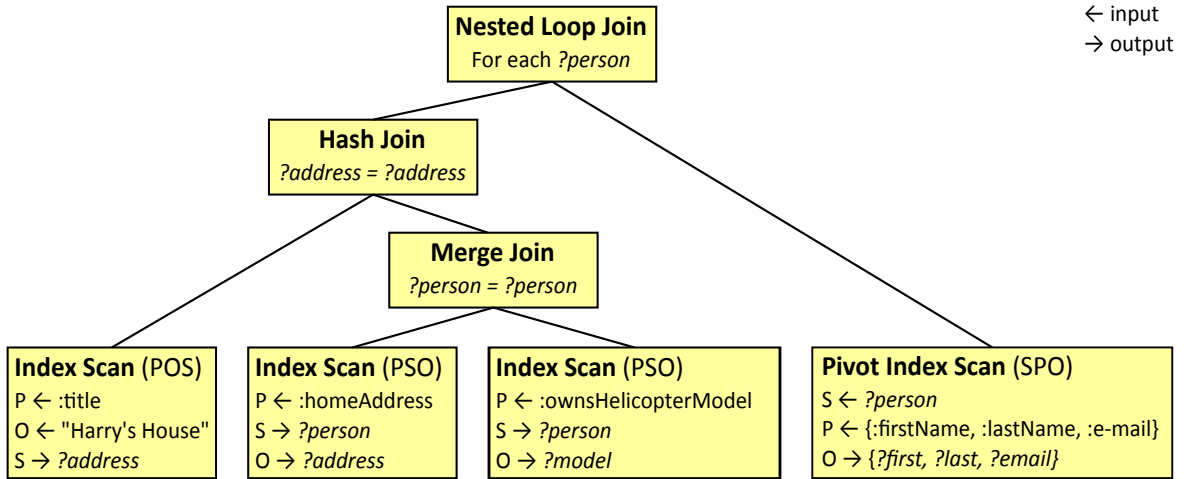 ← input
→ output
Nested Loop Join
For each ?person
Hash Join
?address = ?address
Merge Join
?person = ?person
Index Scan (POS)
P ← :title
O ← "Harry's House"
S → ?address
Index Scan (PSO)
P ← :homeAddress
S → ?person
O → ?address
Index Scan (PSO)
P ← :ownsHelicopterModel
S → ?person
O → ?model
Pivot Index Scan (SPO)
S ← ?person
P ← {:firstName, :lastName, :e-mail}
O → {?first, ?last, ?email}